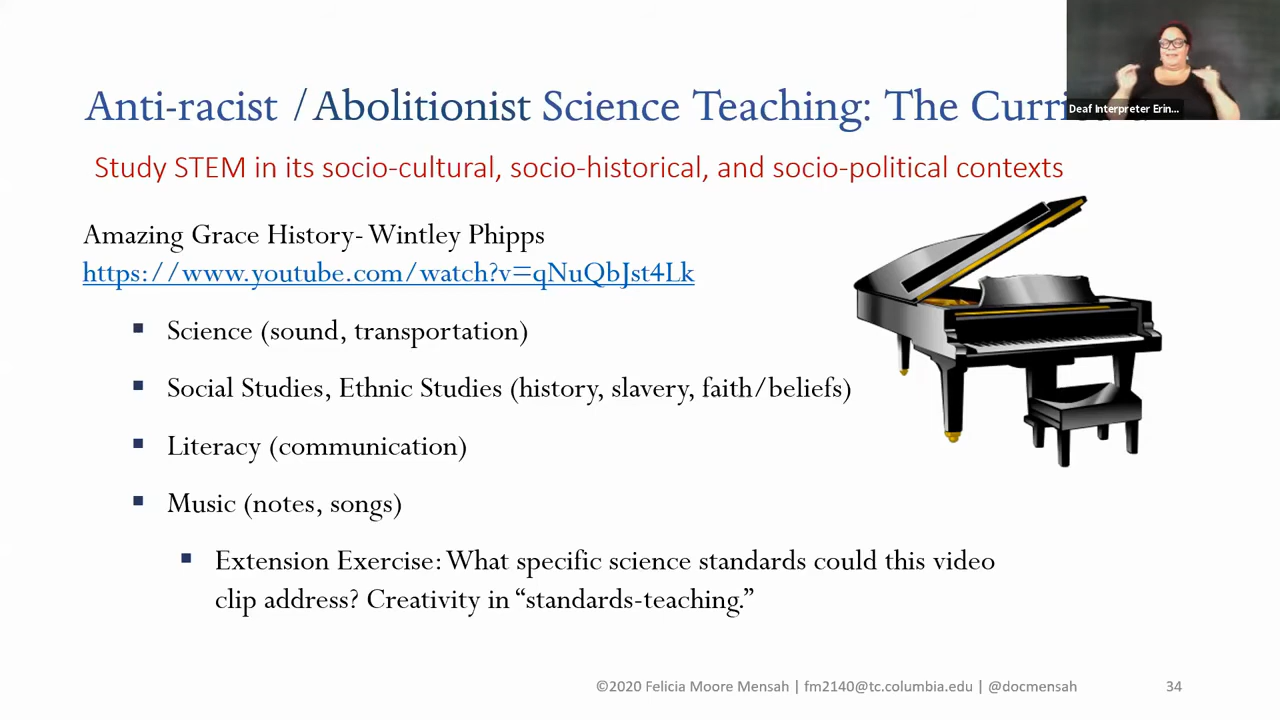 Anti-racist / Abolitionist Science Teaching: The
Deaf Interpreter Erin...
Study STEM in its socio-cultural, socio-historical, and socio-political contexts
Amazing Grace History- Wintley Phipps
https://www.youtube.com/watch?v=qNuQbJst4Lk
▪ Science (sound, transportation)
▪ Social Studies, Ethnic Studies (history, slavery, faith/beliefs)
▪ Literacy (communication)
▪ Music (notes, songs)
▪ Extension Exercise: What specific science standards could this video
clip address? Creativity in “standards-teaching.”
©2020 Felicia Moore Mensah | fm2140@tc.columbia.edu | @docmensah
34